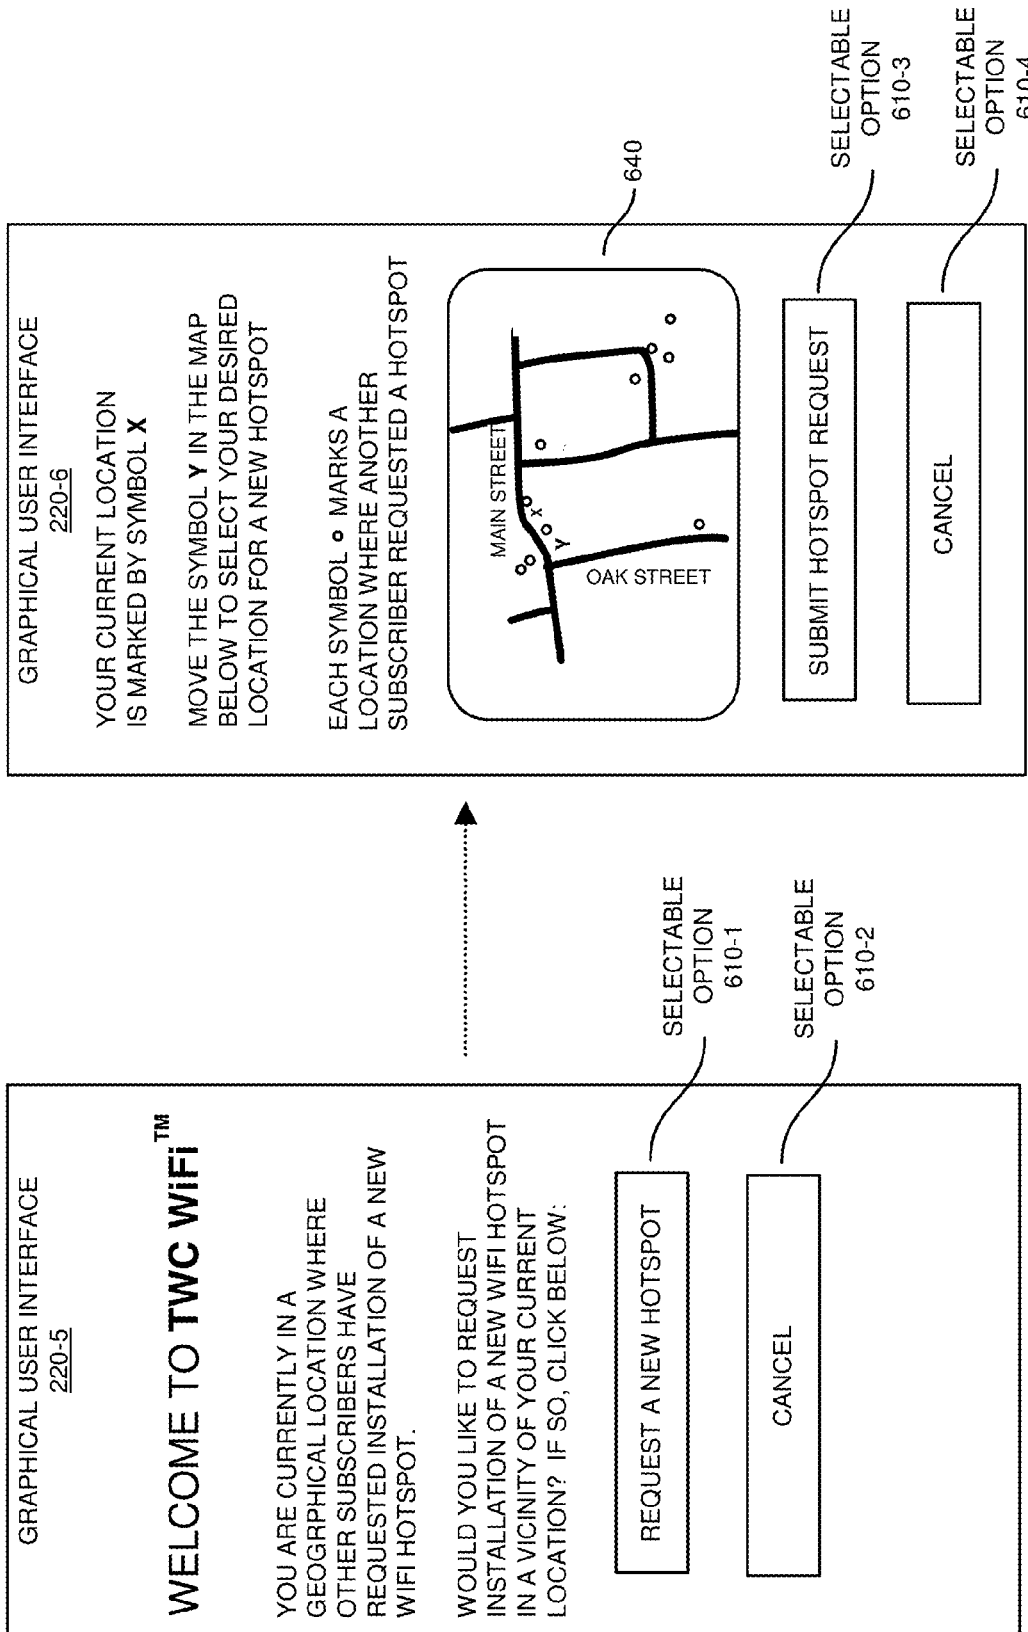 GRAPHICAL USER INTERFACE
220-5
WELCOME TO TWC WiFi™
YOU ARE CURRENTLY IN A
GEOGRPHICAL LOCATION WHERE
OTHER SUBSCRIBERS HAVE
REQUESTED INSTALLATION OF A NEW
WIFI HOTSPOT.
WOULD YOU LIKE TO REQUEST
INSTALLATION OF A NEW WIFI HOTSPOT
IN A VICINITY OF YOUR CURRENT
LOCATION? IF SO, CLICK BELOW:
REQUEST A NEW HOTSPOT
SELECTABLE
OPTION
610-1
CANCEL
SELECTABLE
OPTION
610-2
GRAPHICAL USER INTERFACE
220-6
YOUR CURRENT LOCATION
IS MARKED BY SYMBOL X
MOVE THE SYMBOL Y IN THE MAP
BELOW TO SELECT YOUR DESIRED
LOCATION FOR A NEW HOTSPOT
EACH SYMBOL o MARKS A
LOCATION WHERE ANOTHER
SUBSCRIBER REQUESTED A HOTSPOT
640
MAIN STREET
X
Y
OAK STREET
SUBMIT HOTSPOT REQUEST
SELECTABLE
OPTION
610-3
CANCEL
SELECTABLE
OPTION
610-4